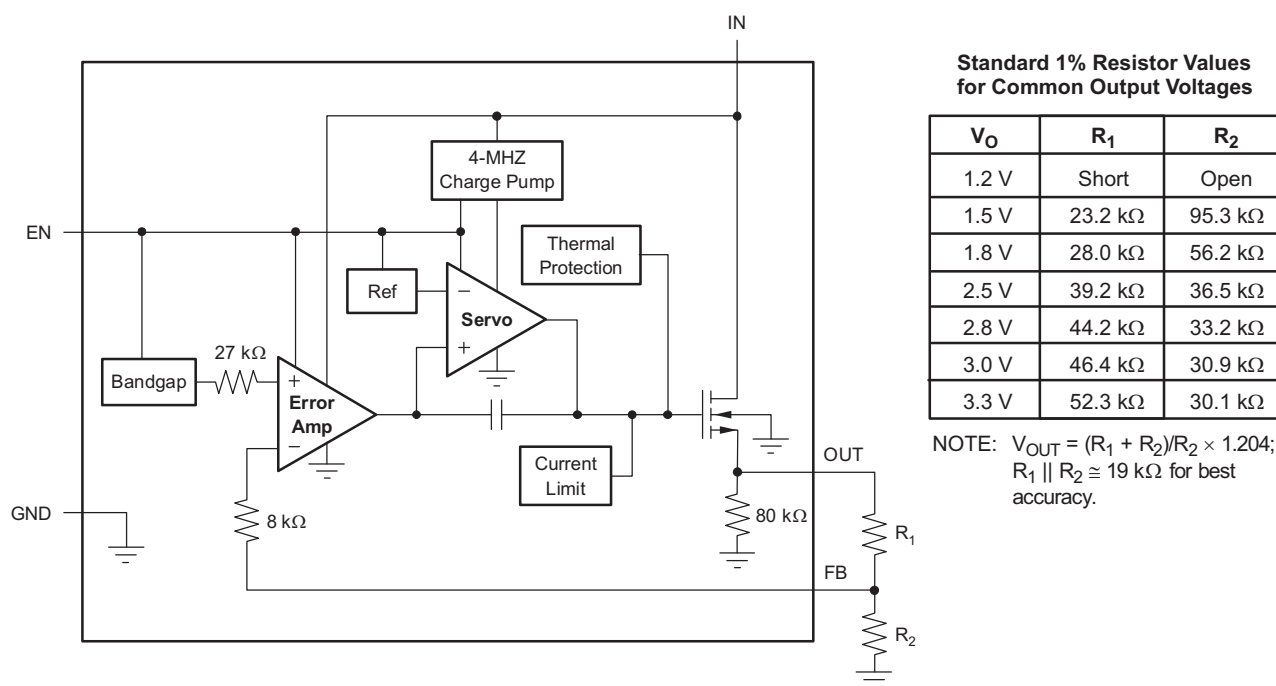 IN
4-MHZ
Charge Pump
EN
Thermal
Protection
Ref
−
Servo
+
27 kΩ
Bandgap
+
Error
Amp
−
Current
Limit
OUT
GND
8 kΩ
80 kΩ
R1
FB
R2
Standard 1% Resistor Values
for Common Output Voltages
VO R1 R2
1.2 V Short Open
1.5 V 23.2 kΩ 95.3 kΩ
1.8 V 28.0 kΩ 56.2 kΩ
2.5 V 39.2 kΩ 36.5 kΩ
2.8 V 44.2 kΩ 33.2 kΩ
3.0 V 46.4 kΩ 30.9 kΩ
3.3 V 52.3 kΩ 30.1 kΩ
NOTE: VOUT = (R1 + R2)/R2 × 1.204;
R1 || R2 ≅ 19 kΩ for best
accuracy.